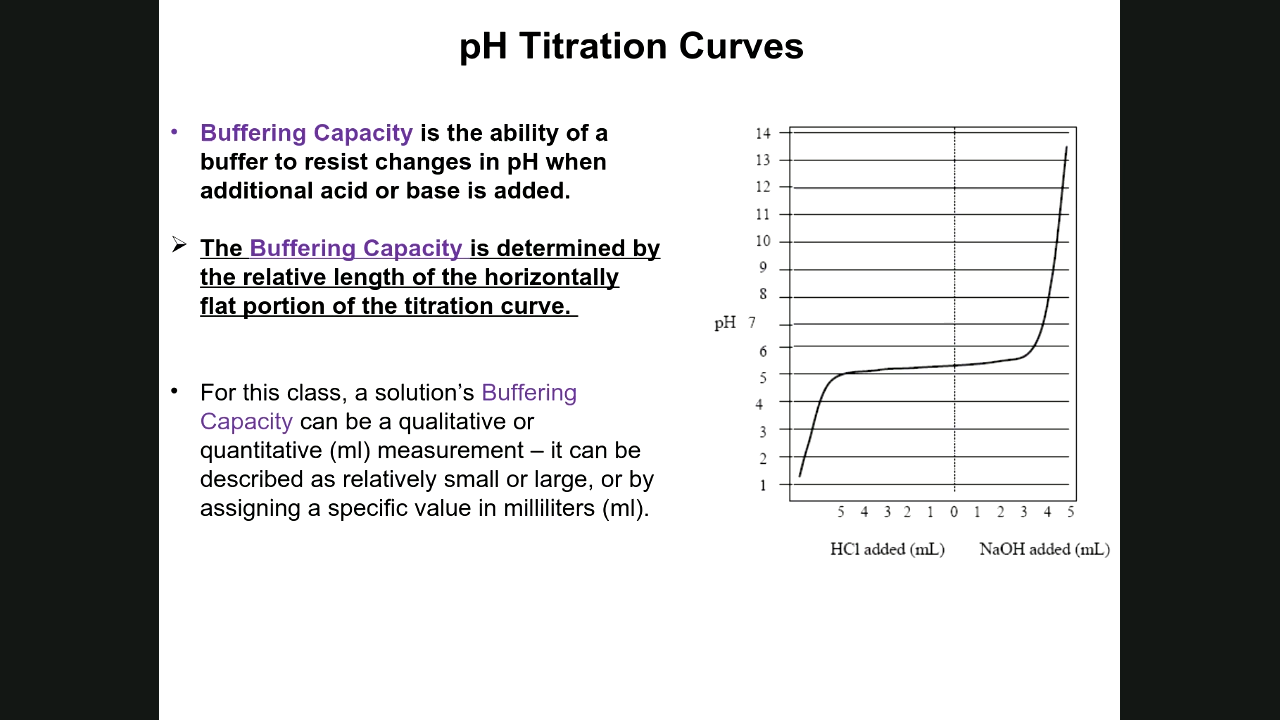 pH Titration Curves
• Buffering Capacity is the ability of a
buffer to resist changes in pH when
additional acid or base is added.
➢ The Buffering Capacity is determined by
the relative length of the horizontally
flat portion of the titration curve.
• For this class, a solution’s Buffering
Capacity can be a qualitative or
quantitative (ml) measurement – it can be
described as relatively small or large, or by
assigning a specific value in milliliters (ml).
14
13
12
11
10
9
8
pH 7
6
5
4
3
2
1
5 4 3 2 1 0 1 2 3 4 5
HCl added (mL) NaOH added (mL)